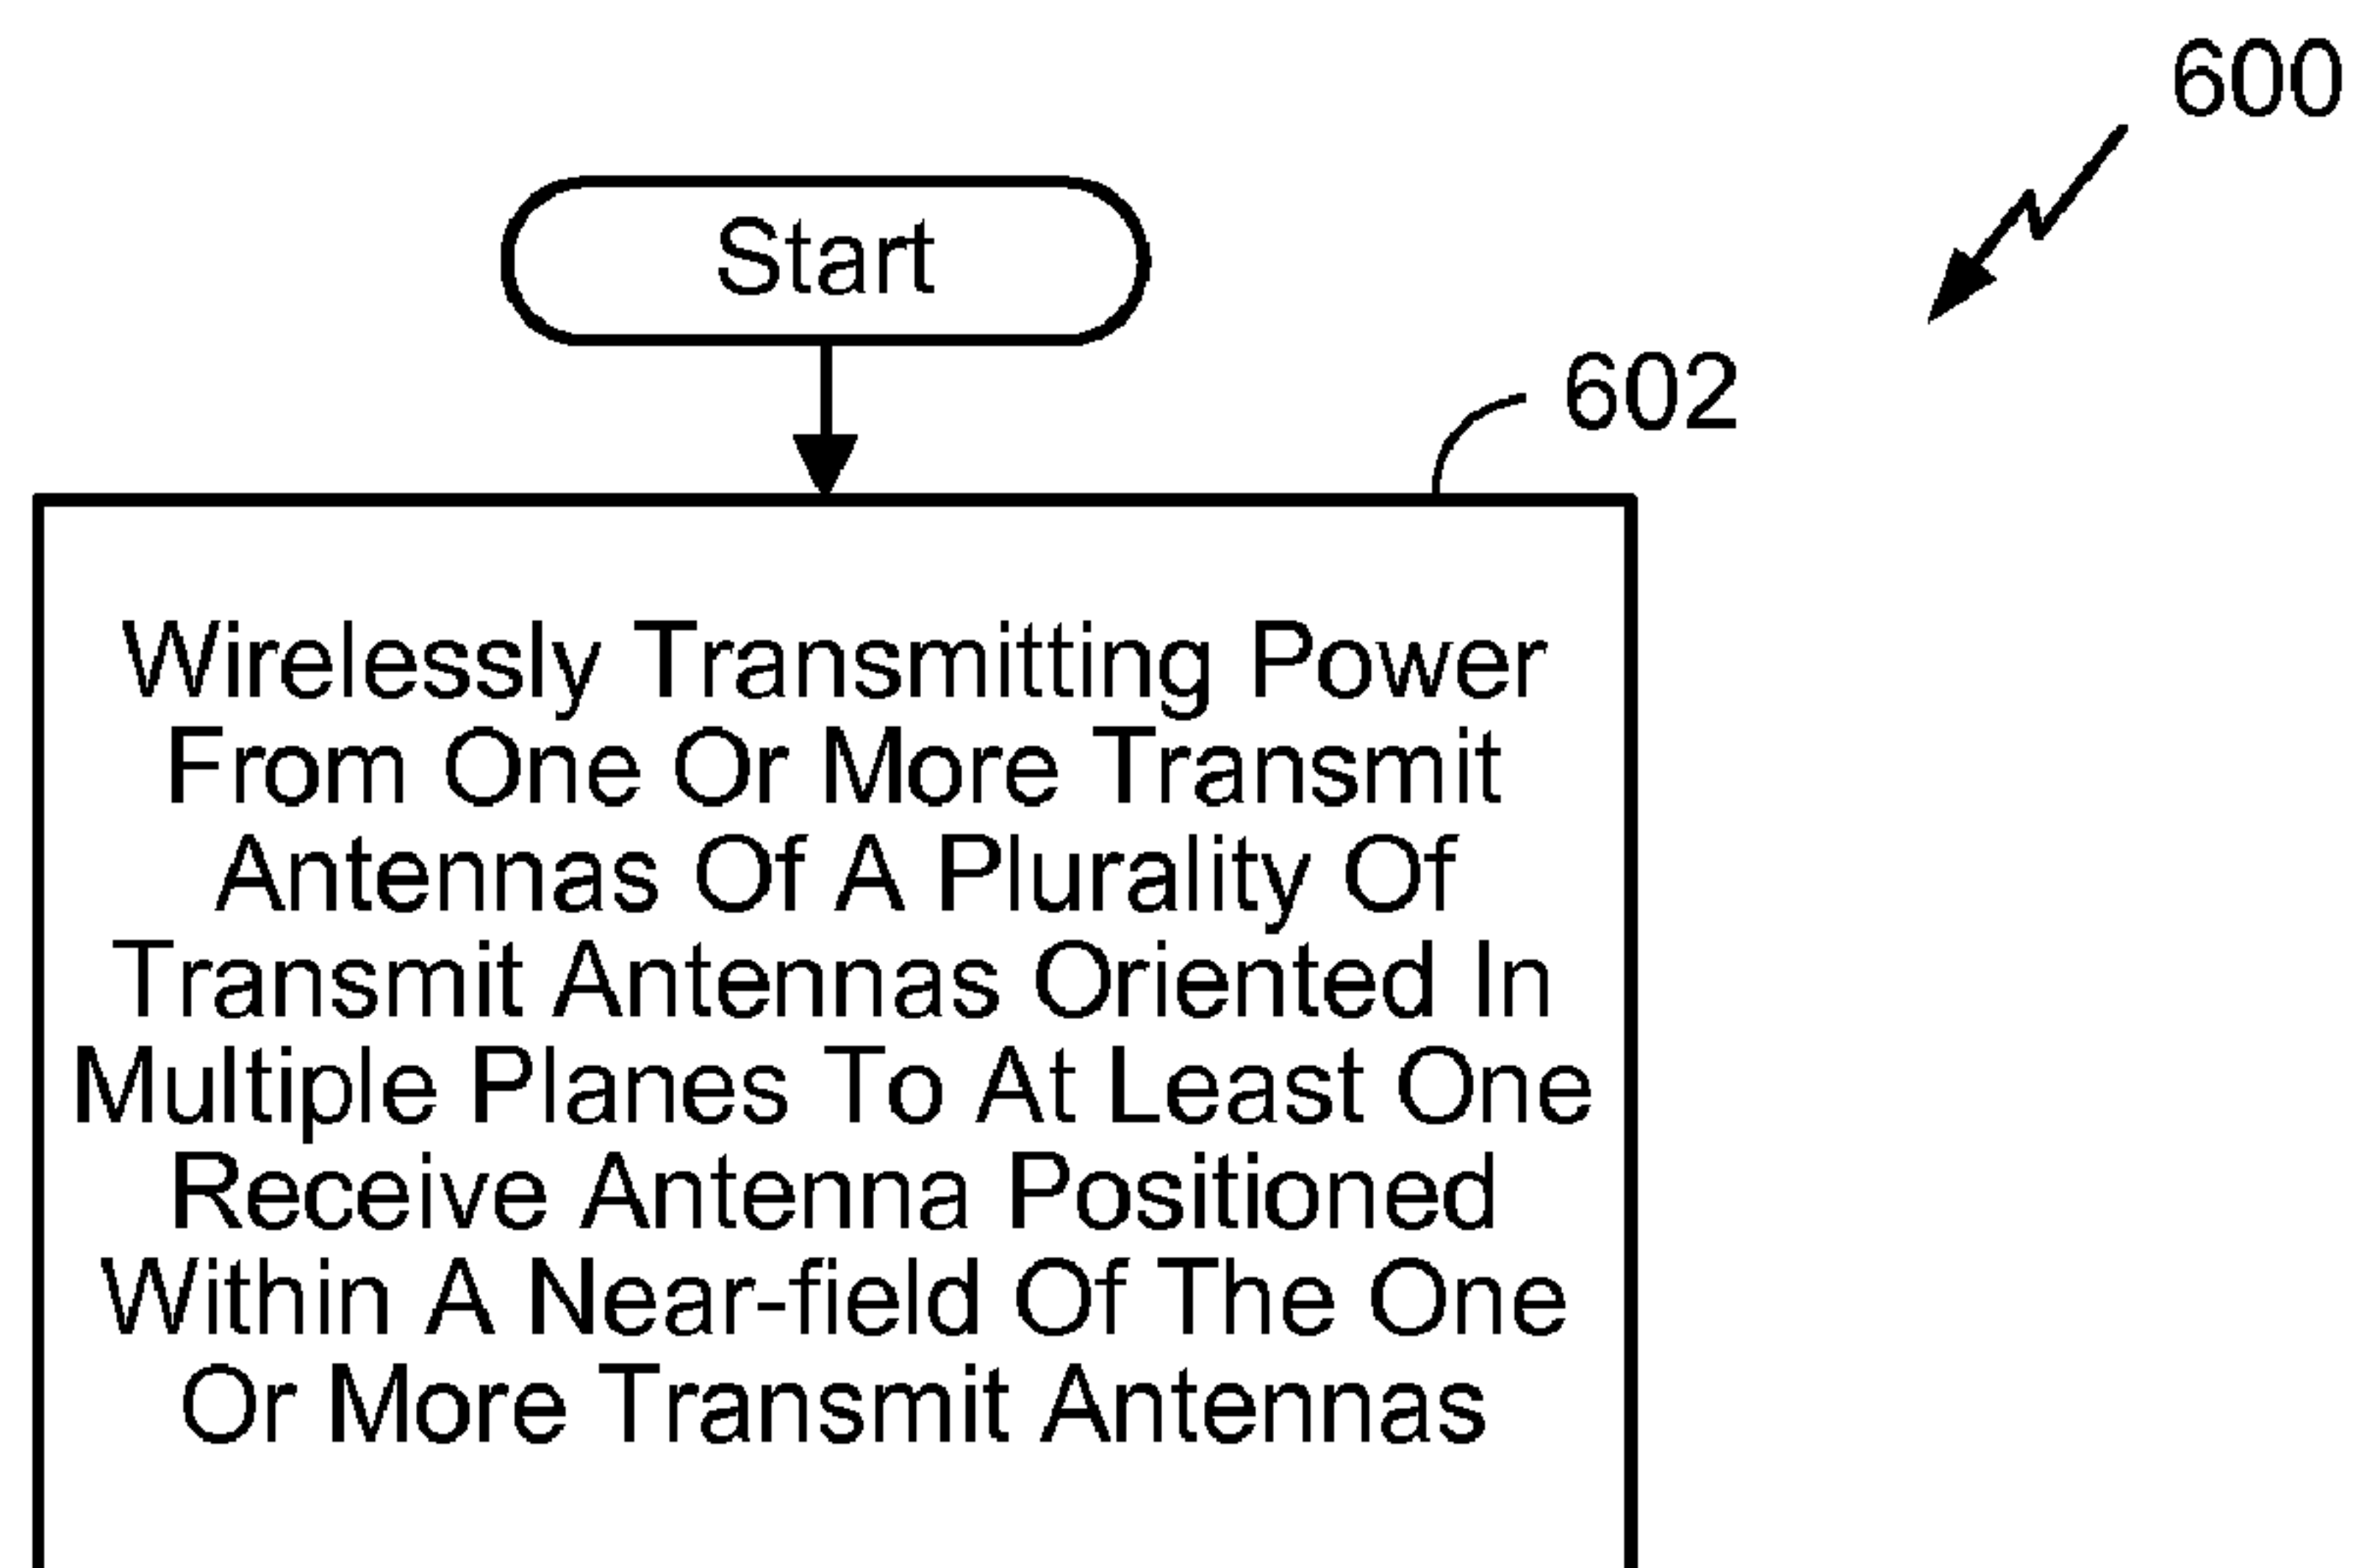 600
Start
602
Wirelessly Transmitting Power
From One Or More Transmit
Antennas Of A Plurality Of
Transmit Antennas Oriented In
Multiple Planes To At Least One
Receive Antenna Positioned
Within A Near-field Of The One
Or More Transmit Antennas